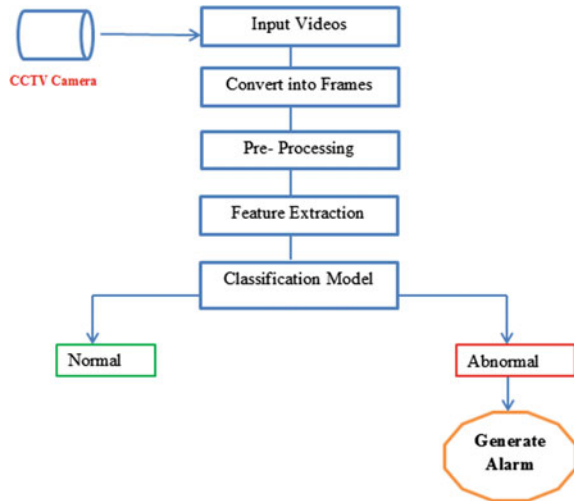 Input Videos
CCTV Camera
Convert into Frames
Pre- Processing
Feature Extraction
Classification Model
Normal
Abnormal
Generate
Alarm